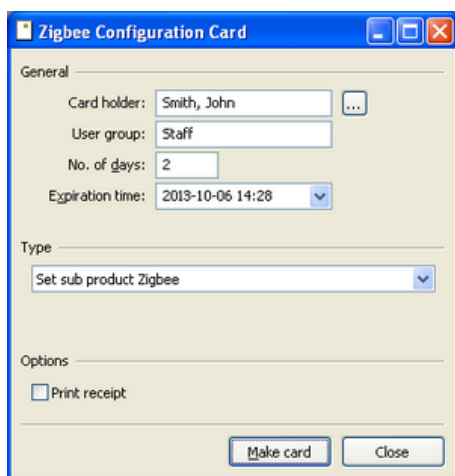 Zigbee Configuration Card
General
Card holder: Smith, John ...
User group: Staff
No. of days: 2
Expiration time: 2013-10-06 14:28
Type
Set sub product Zigbee
Options
Print receipt
Make card Close